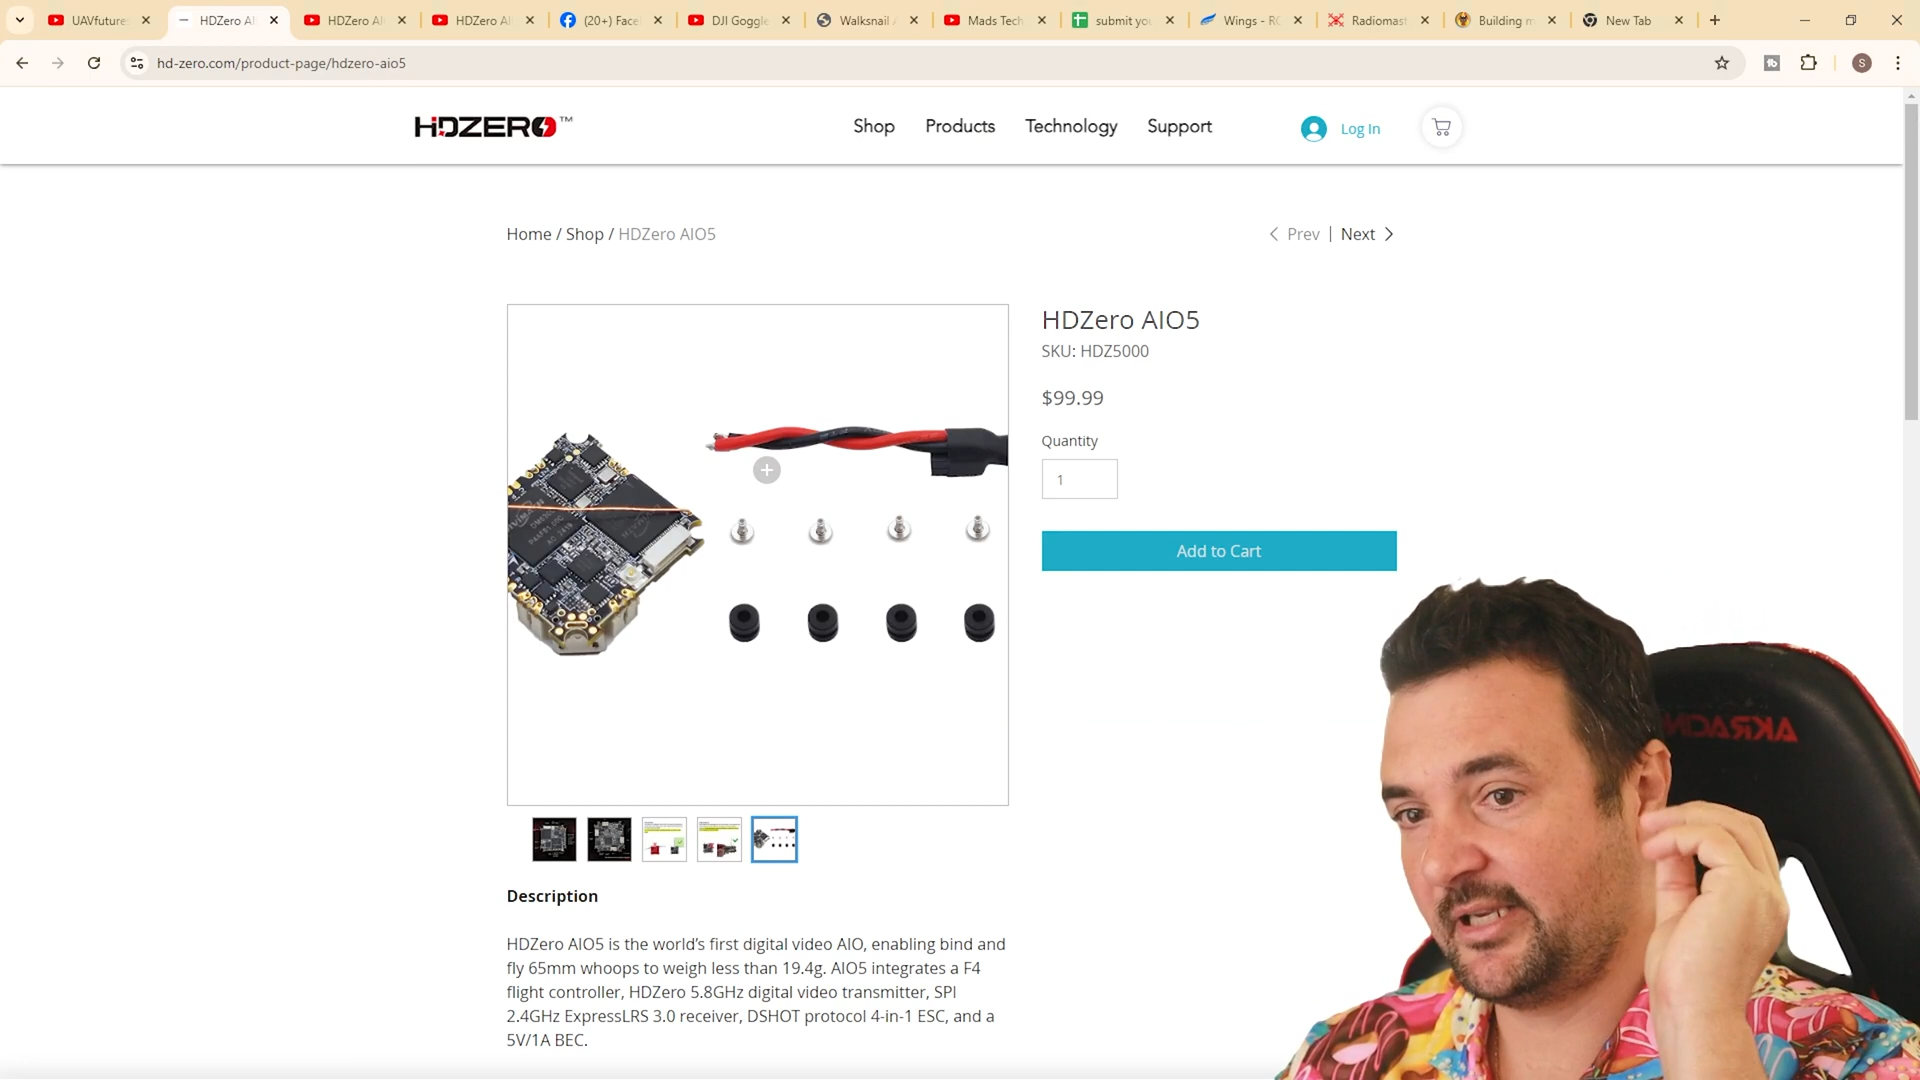 UAVfuture
HDZero AI
HDZero AI
HDZero AI
(20+) Face
DJI Goggle
Walksnail
Mads Tech
submit you
Wings - RC
Radiomast
Building m
New Tab
hd-zero.com/product-page/hdzero-aio5
S
HDZERO™
Shop
Products
Technology
Support
Log In
Home / Shop / HDZero AIO5
Prev | Next
HDZero AIO5
SKU: HDZ5000
$99.99
Quantity
1
Add to Cart
AKRACING
Description
HDZero AIO5 is the world's first digital video AIO, enabling bind and
fly 65mm whoops to weigh less than 19.4g. AIO5 integrates a F4
flight controller, HDZero 5.8GHz digital video transmitter, SPI
2.4GHz ExpressLRS 3.0 receiver, DSHOT protocol 4-in-1 ESC, and a
5V/1A BEC.